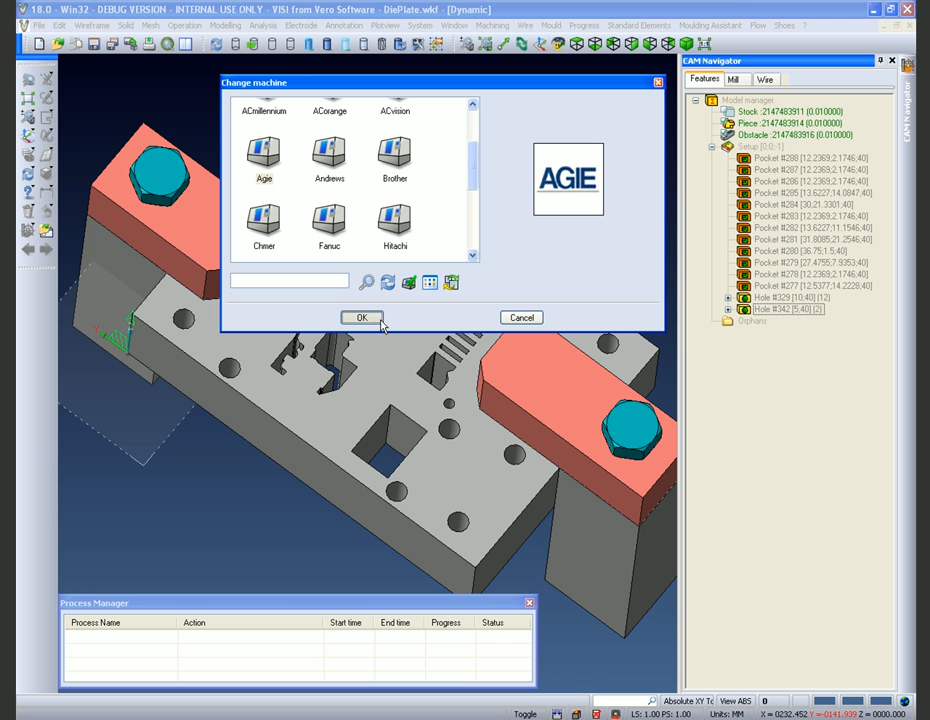 18.0 - Win32 - DEBUG VERSION - INTERNAL USE ONLY - VISI from Vero Software - DiePlate.wkf - [Dynamic]
File Edit Wireframe Solid Mesh Operation Modelling Analysis Electrode Annotation Plotview System Window Machining Wire Mould Progress Standard Elements Moulding Assistant Form Shoes ?
CAM Navigator
Features Mill Wire
CAM Navigator
Model manager
Stock :2147483911 (0.010000)
Piece :2147483914 (0.010000)
Obstacle :2147483916 (0.010000)
Setup [0;0;-1]
Pocket #288 [12.2369;2.1746;40]
Pocket #287 [12.2369;2.1746;40]
Pocket #286 [12.2369;2.1746;40]
Pocket #285 [13.6227;14.0847;40]
Pocket #284 [30;21.3301;40]
Pocket #283 [12.2369;2.1746;40]
Pocket #282 [13.6227;11.1546;40]
Pocket #281 [31.8085;21.2546;40]
Pocket #280 [36.75;1.5;40]
Pocket #279 [27.4755;7.9353;40]
Pocket #278 [12.2369;2.1746;40]
Pocket #277 [12.5377;14.2228;40]
Hole #329 [10;40] (12)
Hole #342 [5;40] (2)
Orphans
Change machine
ACmillennium ACorange ACvision
Agie Andrews Brother
Chmer Fanuc Hitachi
AGIE
OK Cancel
Process Manager
Process Name Action Start time End time Progress Status
Absolute XY View ABS 0
Toggle LS: 1.00 PS: 1.00 Units: MM X = 0232.452 Y =-0141.939 Z = 0000.000